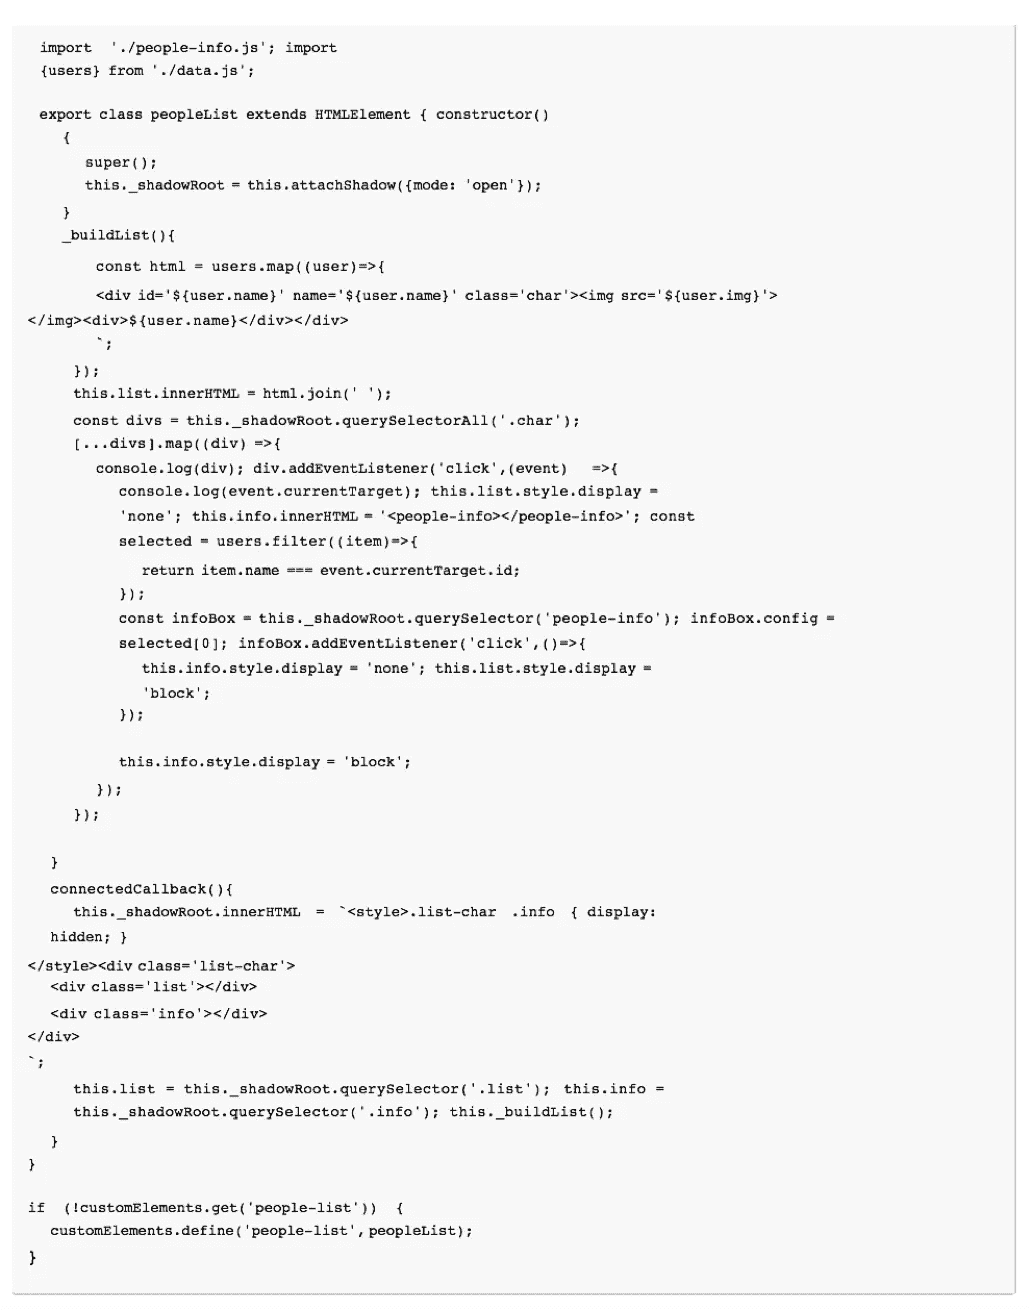 import './people-info.js'; import
{users} from './data.js';
export class peopleList extends HTMLElement { constructor()
{
super();
this._shadowRoot = this.attachShadow({mode: 'open'});
}
_buildList(){
const html = users.map((user)=>{
<div id='${user.name}' name='${user.name}' class='char'><img src='${user.img}'>
</img><div>${user.name}</div></div>
`;
});
this.list.innerHTML = html.join(' ');
const divs = this._shadowRoot.querySelectorAll('.char');
[...divs].map((div) =>{
console.log(div); div.addEventListener('click',(event) =>{
console.log(event.currentTarget); this.list.style.display =
'none'; this.info.innerHTML = '<people-info></people-info>'; const
selected = users.filter((item)=>{
return item.name === event.currentTarget.id;
});
const infoBox = this._shadowRoot.querySelector('people-info'); infoBox.config =
selected[0]; infoBox.addEventListener('click',()=>{
this.info.style.display = 'none'; this.list.style.display =
'block';
});
this.info.style.display = 'block';
});
});
}
connectedCallback(){
this._shadowRoot.innerHTML = `<style>.list-char .info { display:
hidden; }
</style><div class='list-char'>
<div class='list'></div>
<div class='info'></div>
</div>
`;
this.list = this._shadowRoot.querySelector('.list'); this.info =
this._shadowRoot.querySelector('.info'); this._buildList();
}
}
if (!customElements.get('people-list')) {
customElements.define('people-list',peopleList);
}